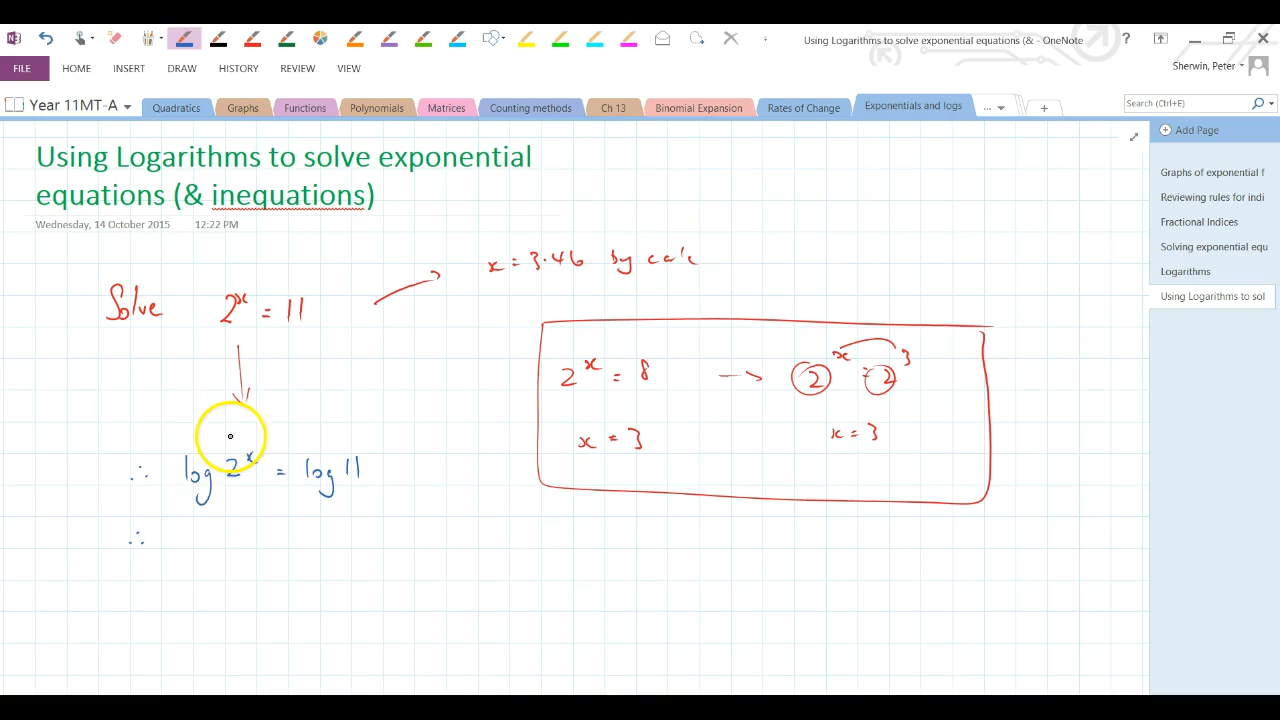 Using Logarithms to solve exponential equations (& - OneNote
FILE HOME INSERT DRAW HISTORY REVIEW VIEW
Sherwin, Peter
Year 11MT-A
Quadratics Graphs Functions Polynomials Matrices Counting methods Ch 13 Binomial Expansion Rates of Change Exponentials and logs ...
Search (Ctrl+E)
Add Page
Graphs of exponential f
Reviewing rules for indi
Fractional Indices
Solving exponential equ
Logarithms
Using Logarithms to sol
Using Logarithms to solve exponential
equations (& inequations)
Wednesday, 14 October 2015 12:22 PM
x = 3.46 by calc
Solve 2^x = 11
2^x = 8 → 2^x = 2^3
x = 3 x = 3
∴ log 2^x = log 11
∴